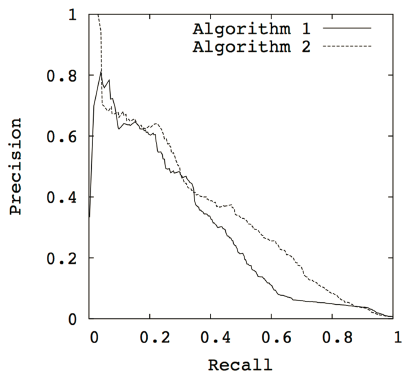 Algorithm 1
Algorithm 2
1
0.8
0.6
0.4
0.2
0
Precision
0 0.2 0.4 0.6 0.8 1
Recall